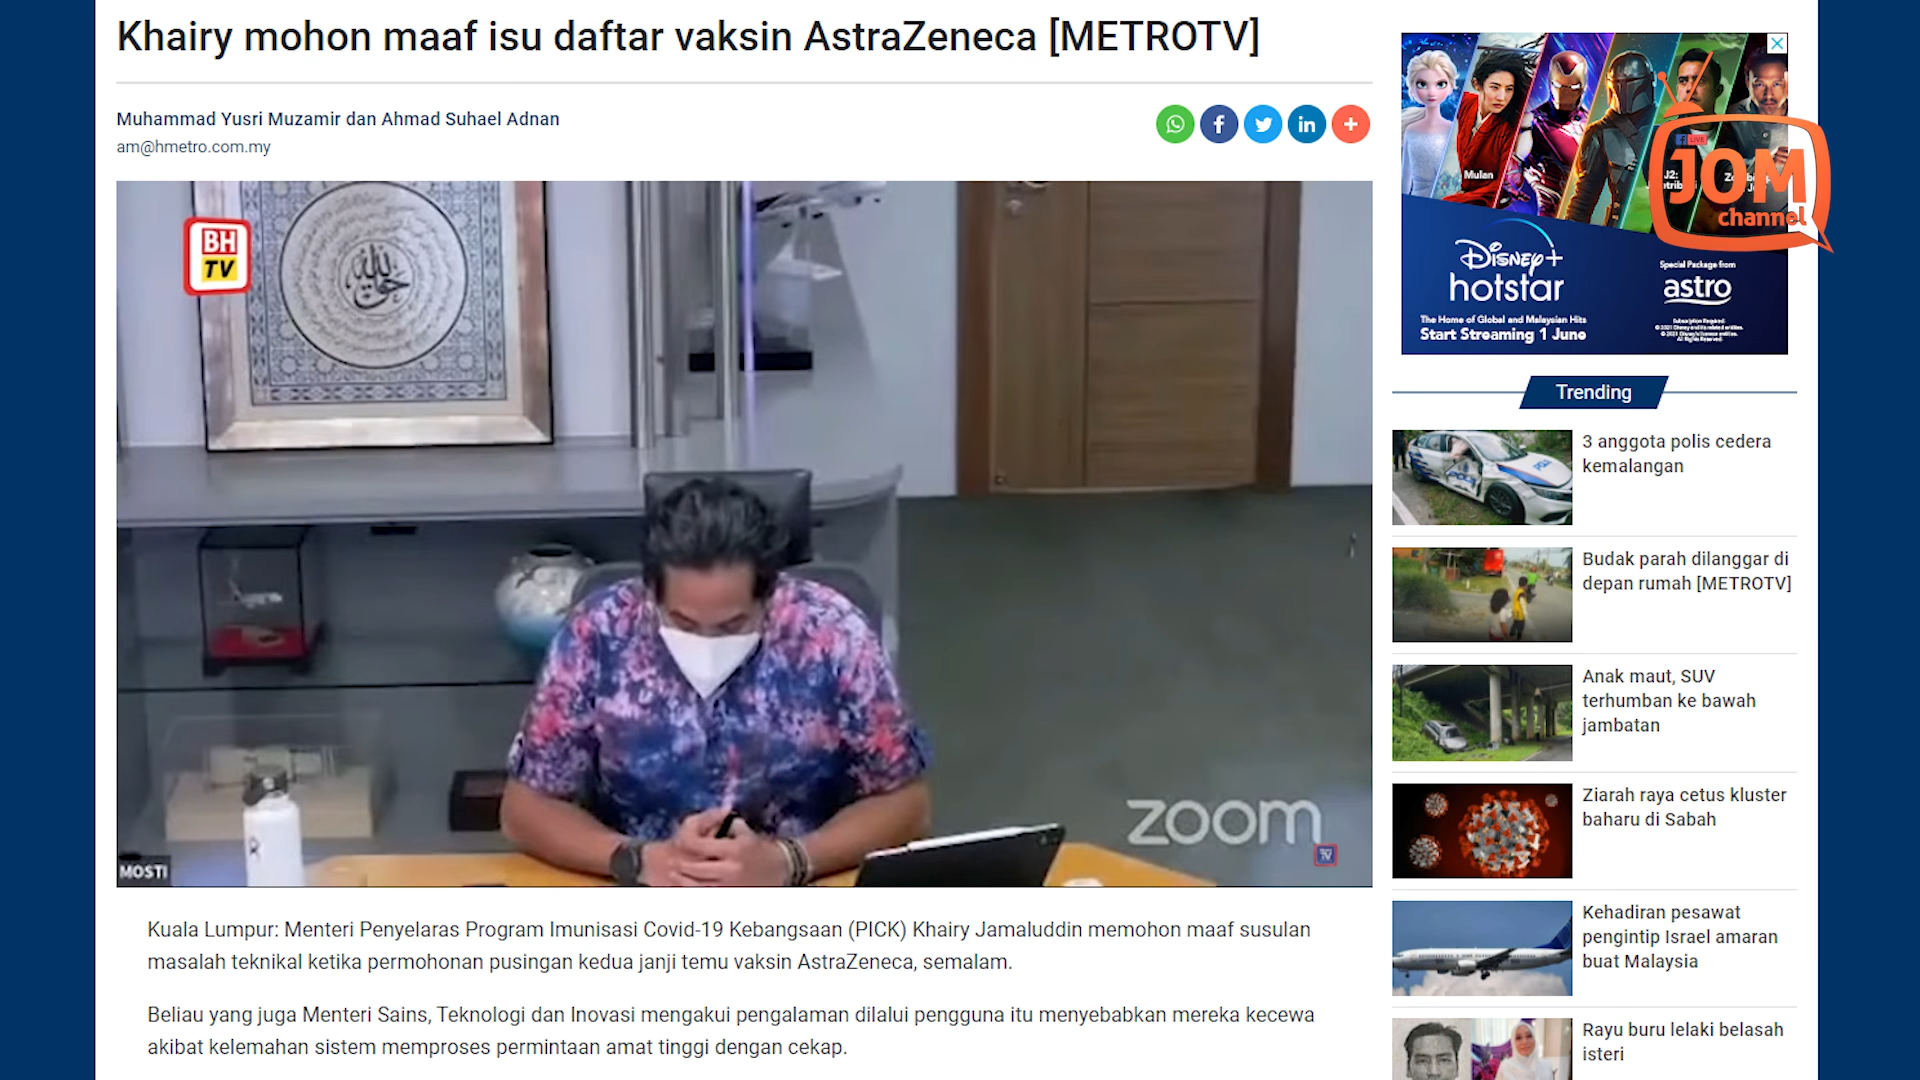 Khairy mohon maaf isu daftar vaksin AstraZeneca [METROTV]
Muhammad Yusri Muzamir dan Ahmad Suhael Adnan
am@hmetro.com.my
BH
TV
zoom
TV
MOSTI
Kuala Lumpur: Menteri Penyelaras Program Imunisasi Covid-19 Kebangsaan (PICK) Khairy Jamaluddin memohon maaf susulan
masalah teknikal ketika permohonan pusingan kedua janji temu vaksin AstraZeneca, semalam.
Beliau yang juga Menteri Sains, Teknologi dan Inovasi mengakui pengalaman dilalui pengguna itu menyebabkan mereka kecewa
akibat kelemahan sistem memproses permintaan amat tinggi dengan cekap.
Mulan
LIVE
JOM
channel
Disney+
hotstar
The Home of Global and Malaysian Hits
Start Streaming 1 June
Special Package from
astro
Subscription Required.
All Rights Reserved.
Trending
3 anggota polis cedera
kemalangan
Budak parah dilanggar di
depan rumah [METROTV]
Anak maut, SUV
terhumban ke bawah
jambatan
Ziarah raya cetus kluster
baharu di Sabah
Kehadiran pesawat
pengintip Israel amaran
buat Malaysia
Rayu buru lelaki belasah
isteri